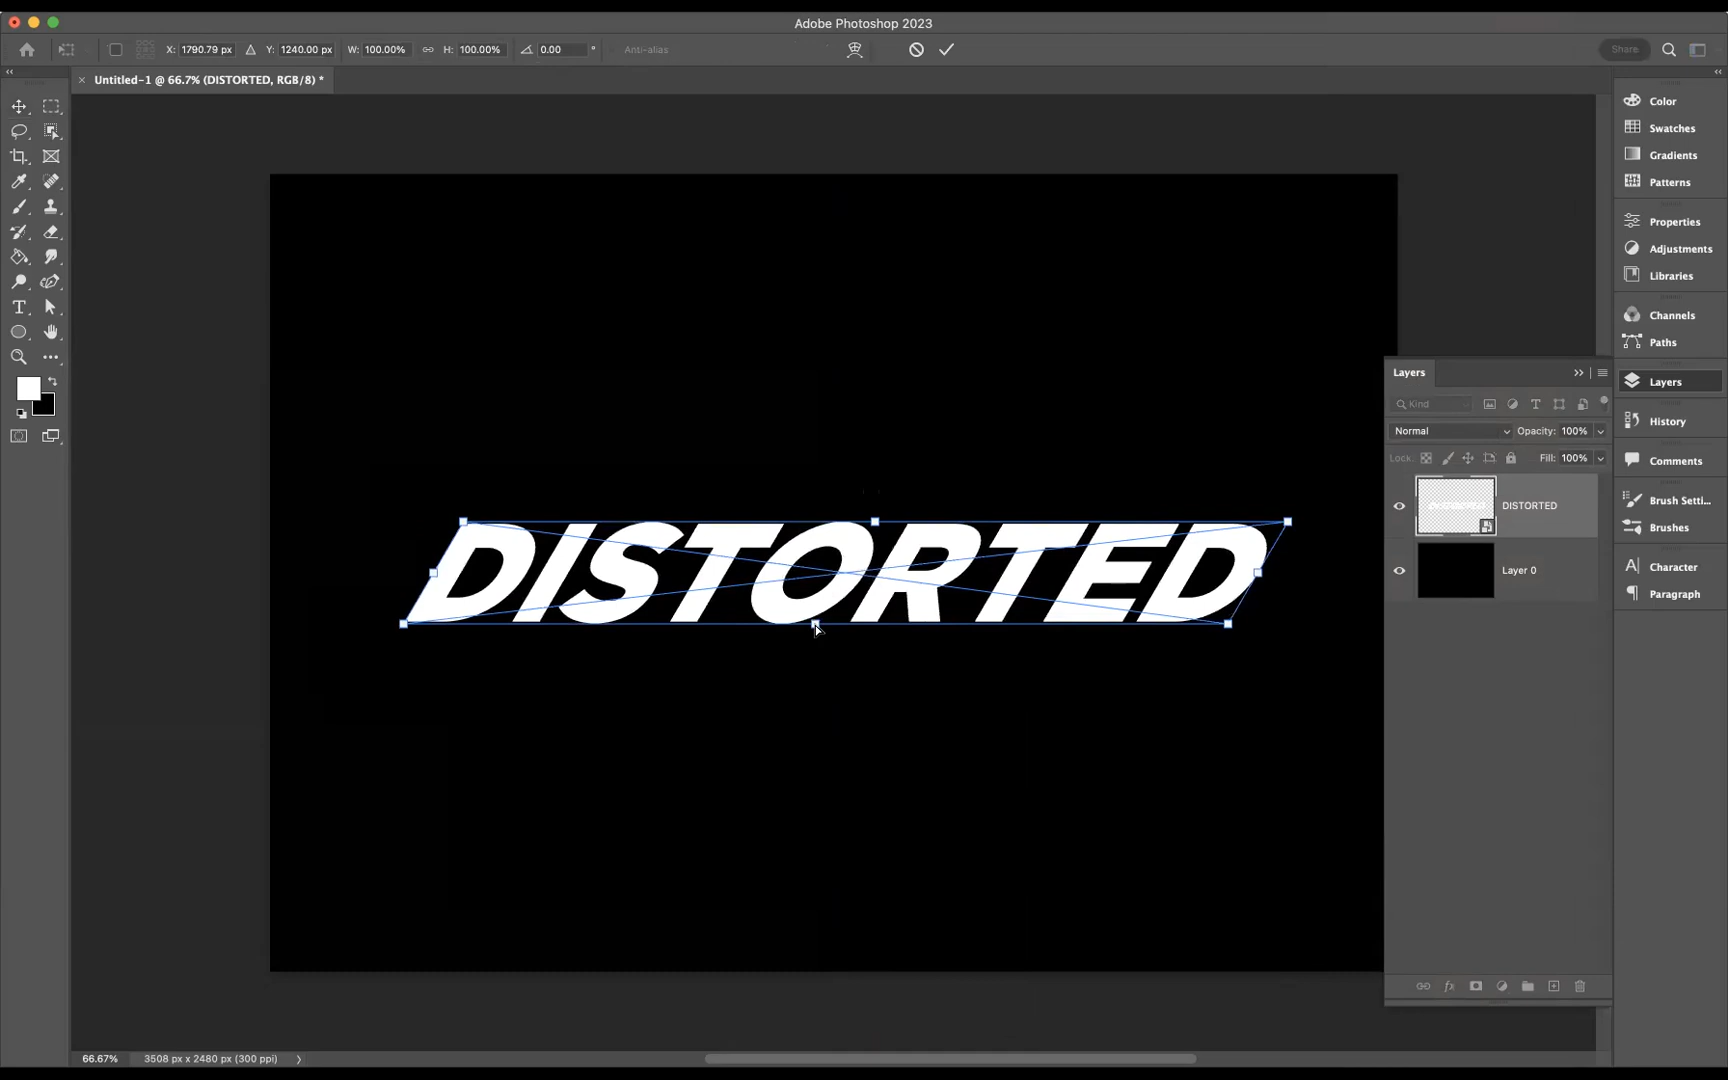 Adobe Photoshop 2023
X: 1790.79 px Y: 1240.00 px W: 100.00% H: 100.00% 0.00 ° Anti-alias Share
Untitled-1 @ 66.7% (DISTORTED, RGB/8) *
Color
Swatches
Gradients
Patterns
Properties
Adjustments
Libraries
Channels
Paths
Layers
History
Comments
Brush Setti...
Brushes
Character
Paragraph
Layers
Kind
Normal Opacity: 100%
Lock: Fill: 100%
DISTORTED
Layer 0
DISTORTED
66.67% 3508 px x 2480 px (300 ppi)